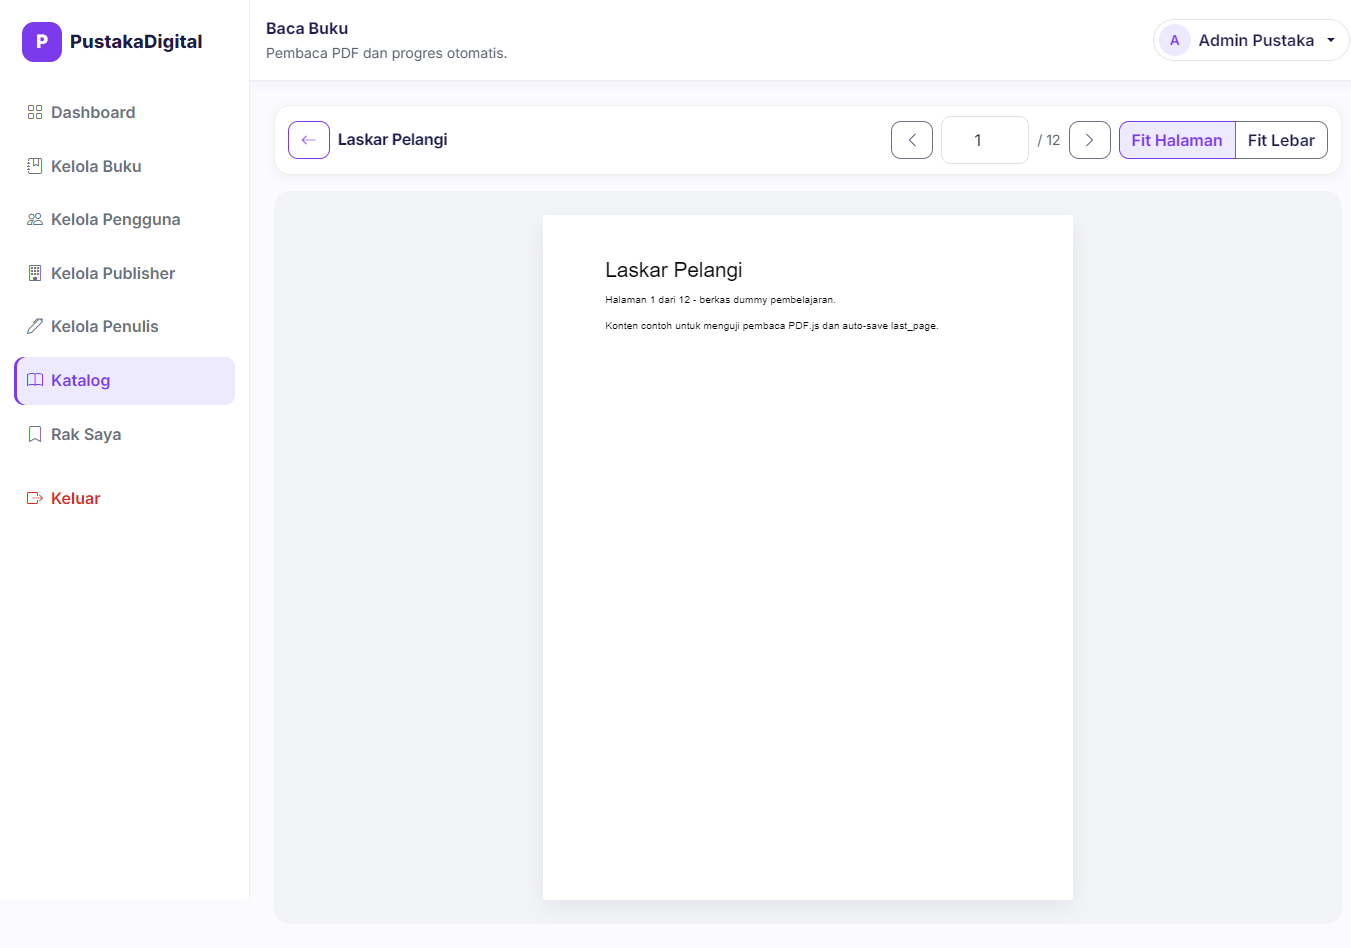 P PustakaDigital
Dashboard
Kelola Buku
Kelola Pengguna
Kelola Publisher
Kelola Penulis
Katalog
Rak Saya
Keluar
Baca Buku
Pembaca PDF dan progres otomatis.
A Admin Pustaka
Laskar Pelangi
1 / 12
Fit Halaman Fit Lebar
Laskar Pelangi
Halaman 1 dari 12 - berkas dummy pembelajaran.
Konten contoh untuk menguji pembaca PDF.js dan auto-save last_page.